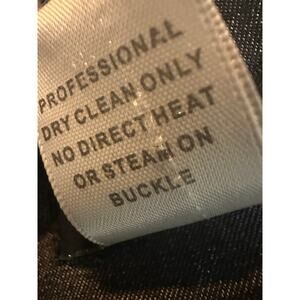 PROFESSIONAL
DRY CLEAN ONLY
NO DIRECT HEAT
OR STEAM ON
BUCKLE